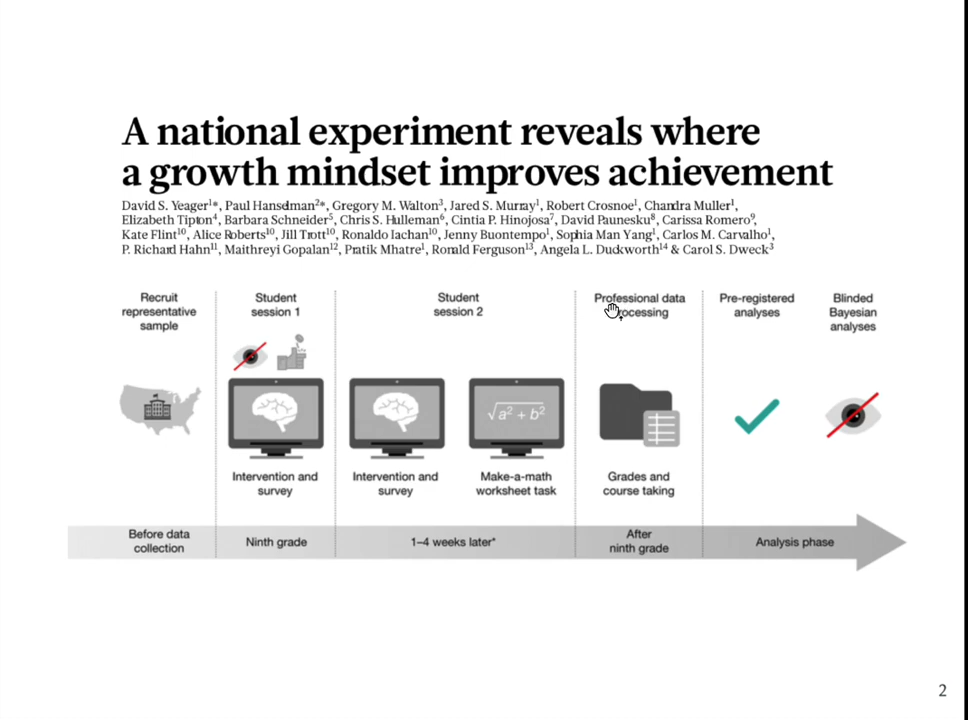 A national experiment reveals where
a growth mindset improves achievement
David S. Yeager¹*, Paul Hanselman²*, Gregory M. Walton³, Jared S. Murray¹, Robert Crosnoe¹, Chandra Muller¹,
Elizabeth Tipton⁴, Barbara Schneider⁵, Chris S. Hulleman⁶, Cintia P. Hinojosa⁷, David Paunesku⁸, Carissa Romero⁹,
Kate Flint¹⁰, Alice Roberts¹⁰, Jill Trott¹⁰, Ronaldo Iachan¹⁰, Jenny Buontempo¹, Sophia Man Yang¹, Carlos M. Carvalho¹,
P. Richard Hahn¹¹, Maithreyi Gopalan¹², Pratik Mhatre¹, Ronald Ferguson¹³, Angela L. Duckworth¹⁴ & Carol S. Dweck³
Recruit
representative
sample
Student
session 1
Student
session 2
Professional data
processing
Pre-registered
analyses
Blinded
Bayesian
analyses
√a² + b²
Intervention and
survey
Intervention and
survey
Make-a-math
worksheet task
Grades and
course taking
Before data
collection
Ninth grade
1–4 weeks later*
After
ninth grade
Analysis phase
2